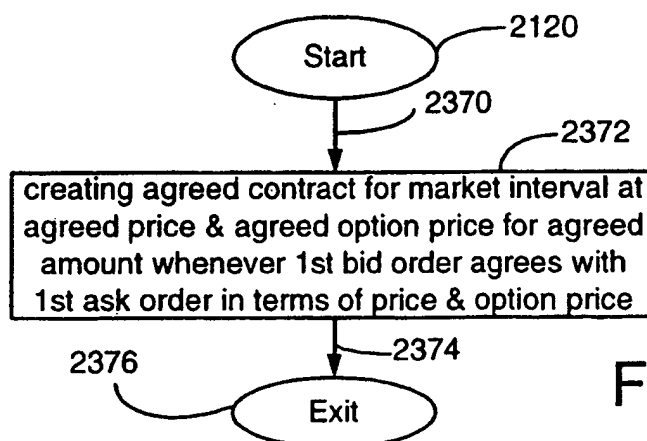 2120
Start
2370
2372
creating agreed contract for market interval at
agreed price & agreed option price for agreed
amount whenever 1st bid order agrees with
1st ask order in terms of price & option price
2374
2376
F
Exit